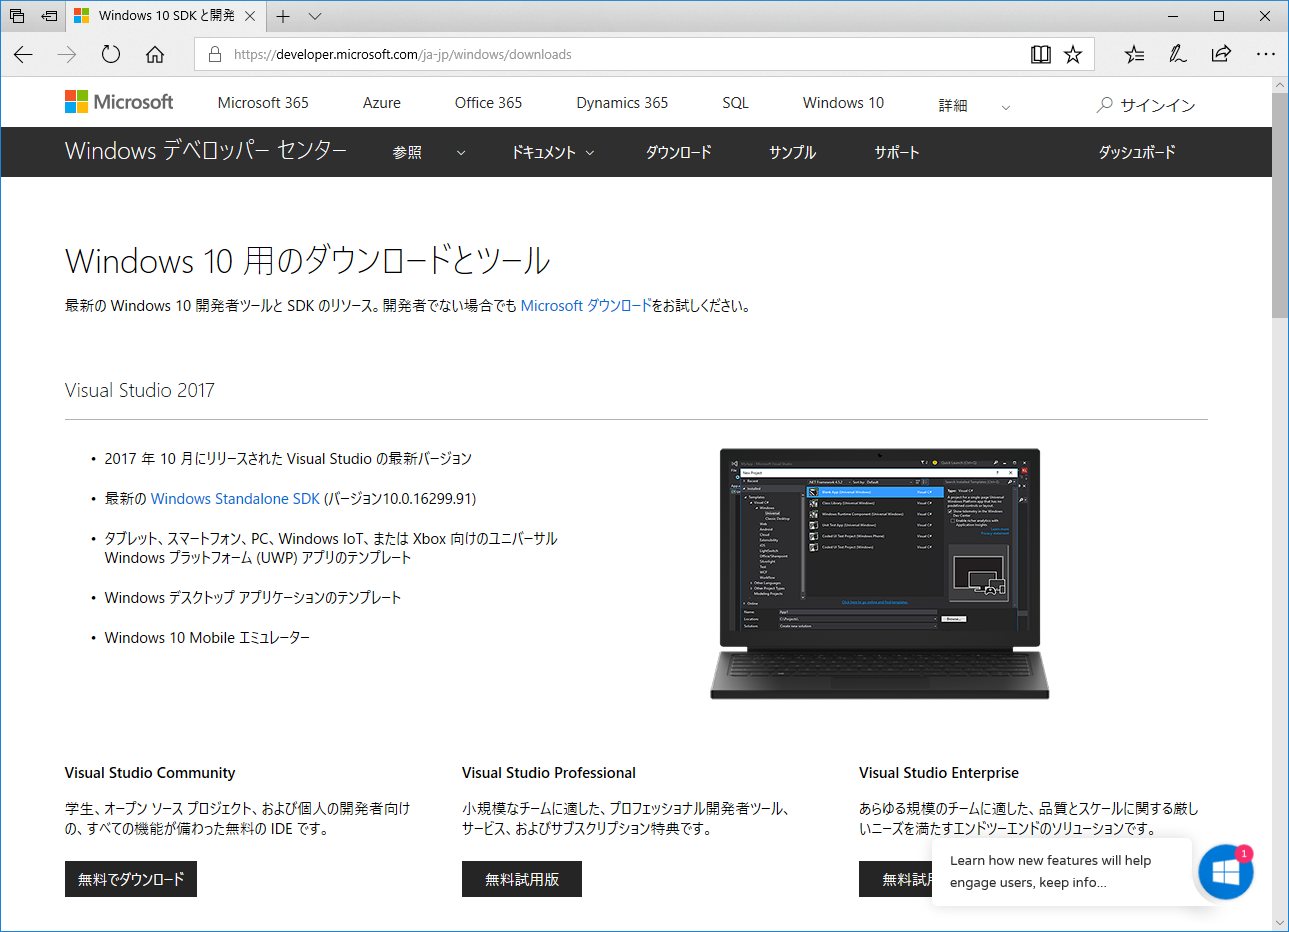 Windows 10 SDK と開発
https://developer.microsoft.com/ja-jp/windows/downloads
Microsoft
Microsoft 365
Azure
Office 365
Dynamics 365
SQL
Windows 10
詳細
サインイン
Windows デベロッパー センター
参照
ドキュメント
ダウンロード
サンプル
サポート
ダッシュボード
Windows 10 用のダウンロードとツール
最新の Windows 10 開発者ツールと SDK のリソース。開発者でない場合でも Microsoft ダウンロードをお試しください。
Visual Studio 2017
• 2017 年 10 月にリリースされた Visual Studio の最新バージョン
• 最新の Windows Standalone SDK (バージョン10.0.16299.91)
• タブレット、スマートフォン、PC、Windows IoT、または Xbox 向けのユニバーサル
Windows プラットフォーム (UWP) アプリのテンプレート
• Windows デスクトップ アプリケーションのテンプレート
• Windows 10 Mobile エミュレーター
Visual Studio Community
学生、オープン ソース プロジェクト、および個人の開発者向け
の、すべての機能が備わった無料の IDE です。
無料でダウンロード
Visual Studio Professional
小規模なチームに適した、プロフェッショナル開発者ツール、
サービス、およびサブスクリプション特典です。
無料試用版
Visual Studio Enterprise
あらゆる規模のチームに適した、品質とスケールに関する厳し
いニーズを満たすエンドツーエンドのソリューションです。
無料試
Learn how new features will help
engage users, keep info...
1